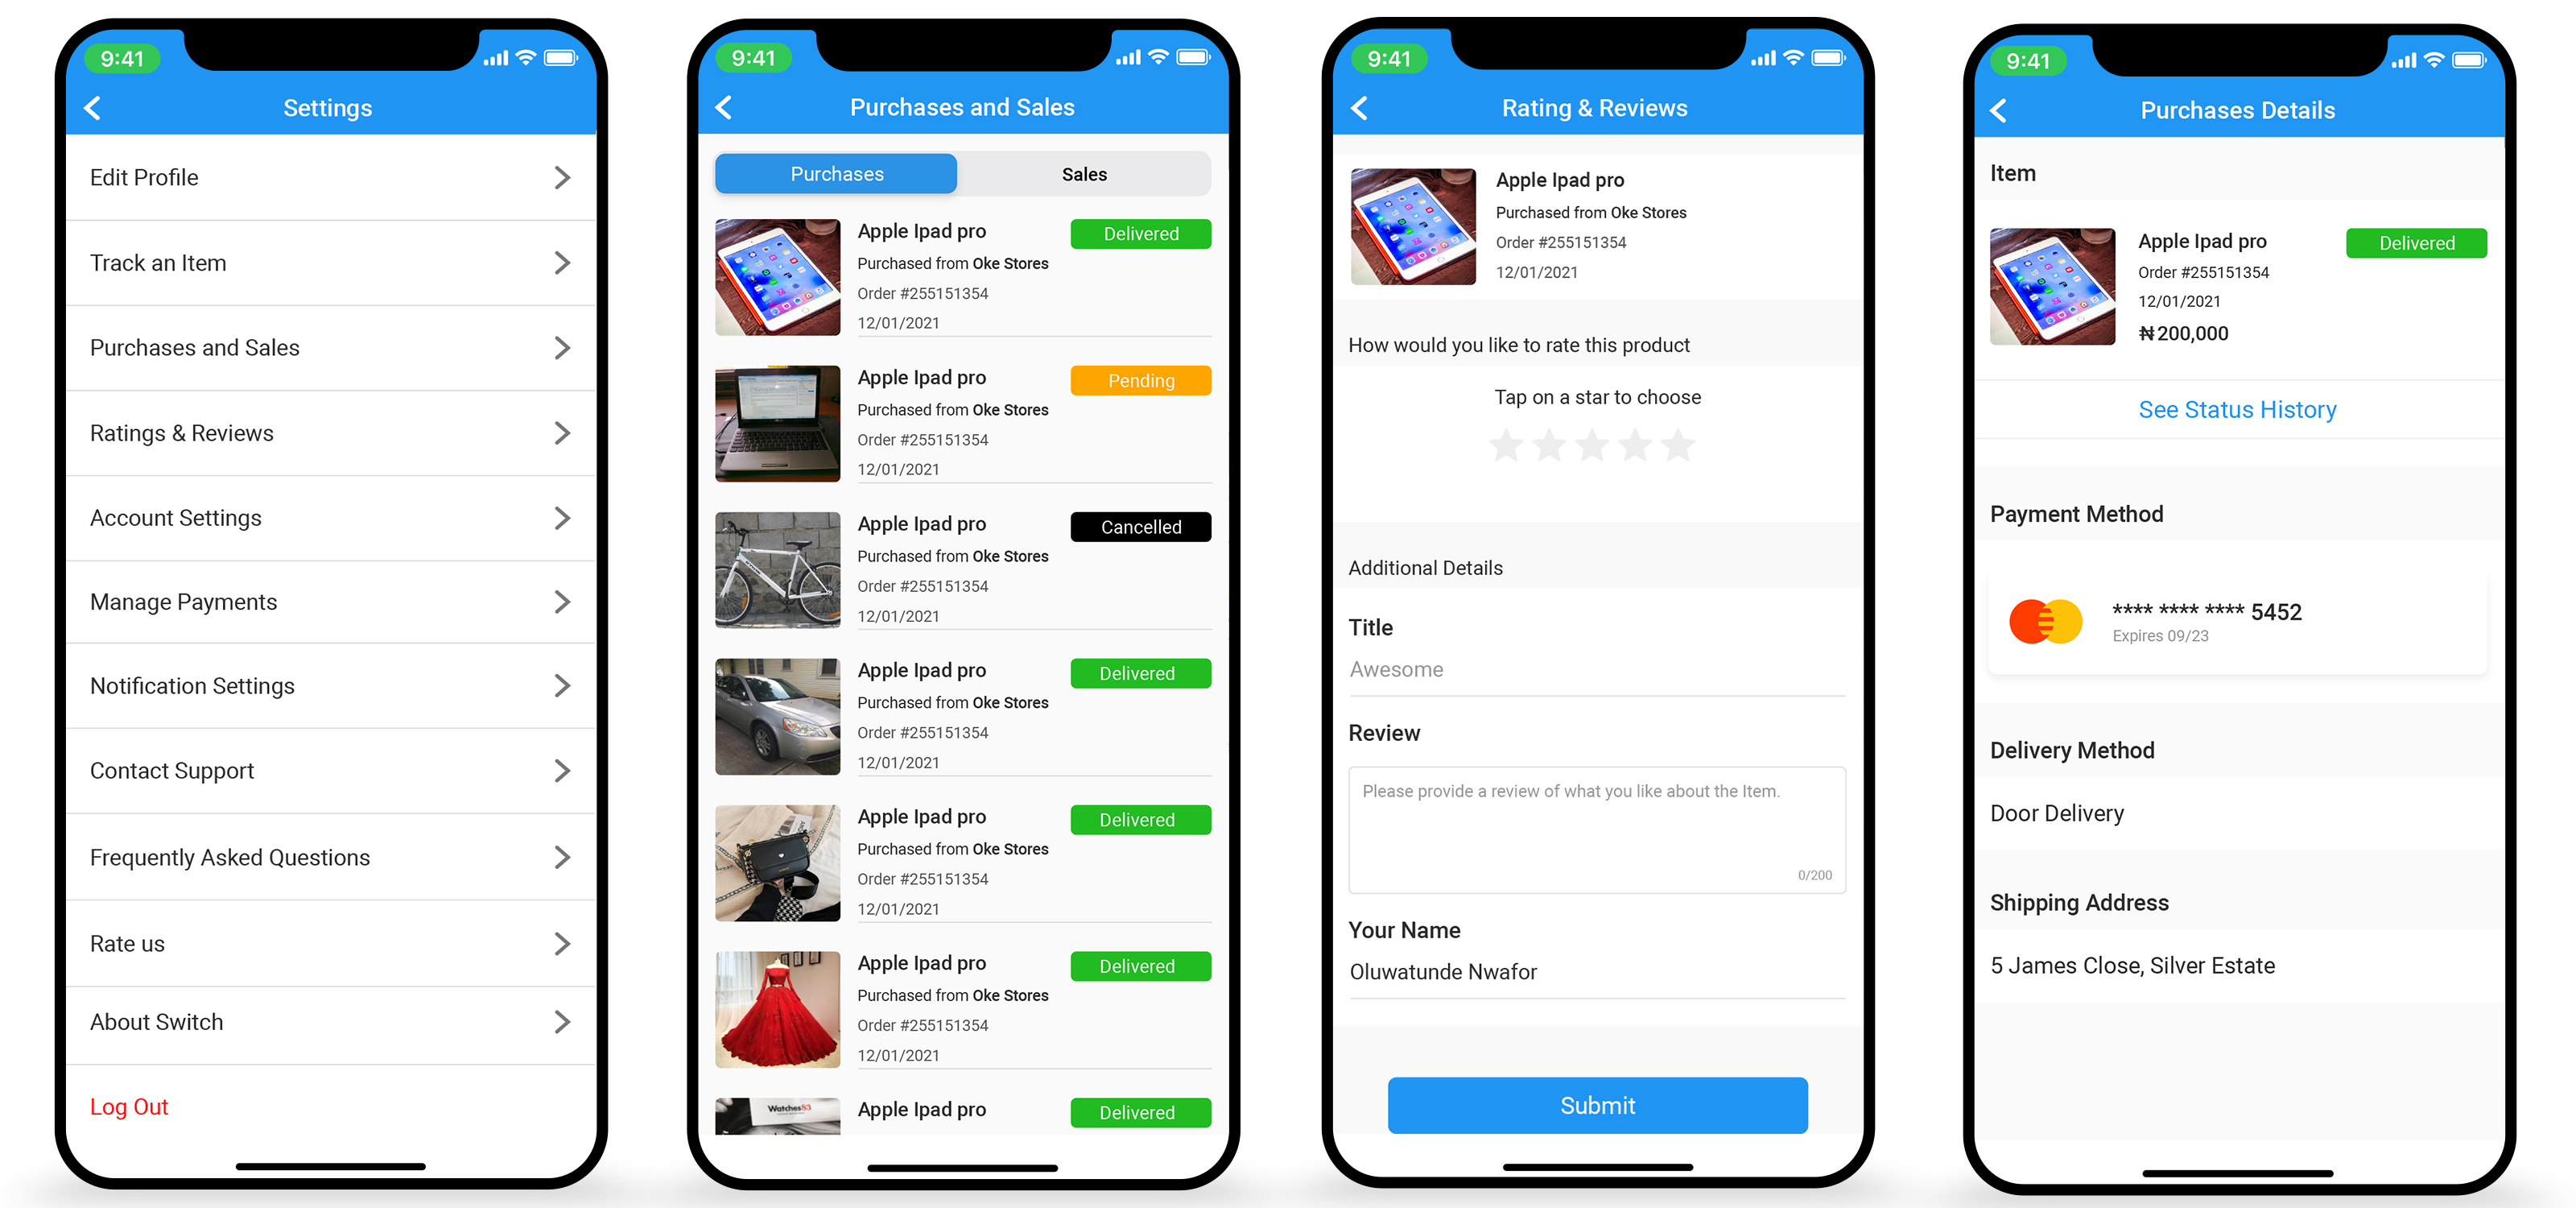 9:41
Settings
Edit Profile
Track an Item
Purchases and Sales
Ratings & Reviews
Account Settings
Manage Payments
Notification Settings
Contact Support
Frequently Asked Questions
Rate us
About Switch
Log Out
9:41
Purchases and Sales
Purchases Sales
Apple Ipad pro Delivered
Purchased from Oke Stores
Order #255151354
12/01/2021
Apple Ipad pro Pending
Purchased from Oke Stores
Order #255151354
12/01/2021
Apple Ipad pro Cancelled
Purchased from Oke Stores
Order #255151354
12/01/2021
Apple Ipad pro Delivered
Purchased from Oke Stores
Order #255151354
12/01/2021
Apple Ipad pro Delivered
Purchased from Oke Stores
Order #255151354
12/01/2021
Apple Ipad pro Delivered
Purchased from Oke Stores
Order #255151354
12/01/2021
Watches83
Apple Ipad pro Delivered
9:41
Rating & Reviews
Apple Ipad pro
Purchased from Oke Stores
Order #255151354
12/01/2021
How would you like to rate this product
Tap on a star to choose
Additional Details
Title
Awesome
Review
Please provide a review of what you like about the Item.
0/200
Your Name
Oluwatunde Nwafor
Submit
9:41
Purchases Details
Item
Apple Ipad pro Delivered
Order #255151354
12/01/2021
₦200,000
See Status History
Payment Method
**** **** **** 5452
Expires 09/23
Delivery Method
Door Delivery
Shipping Address
5 James Close, Silver Estate